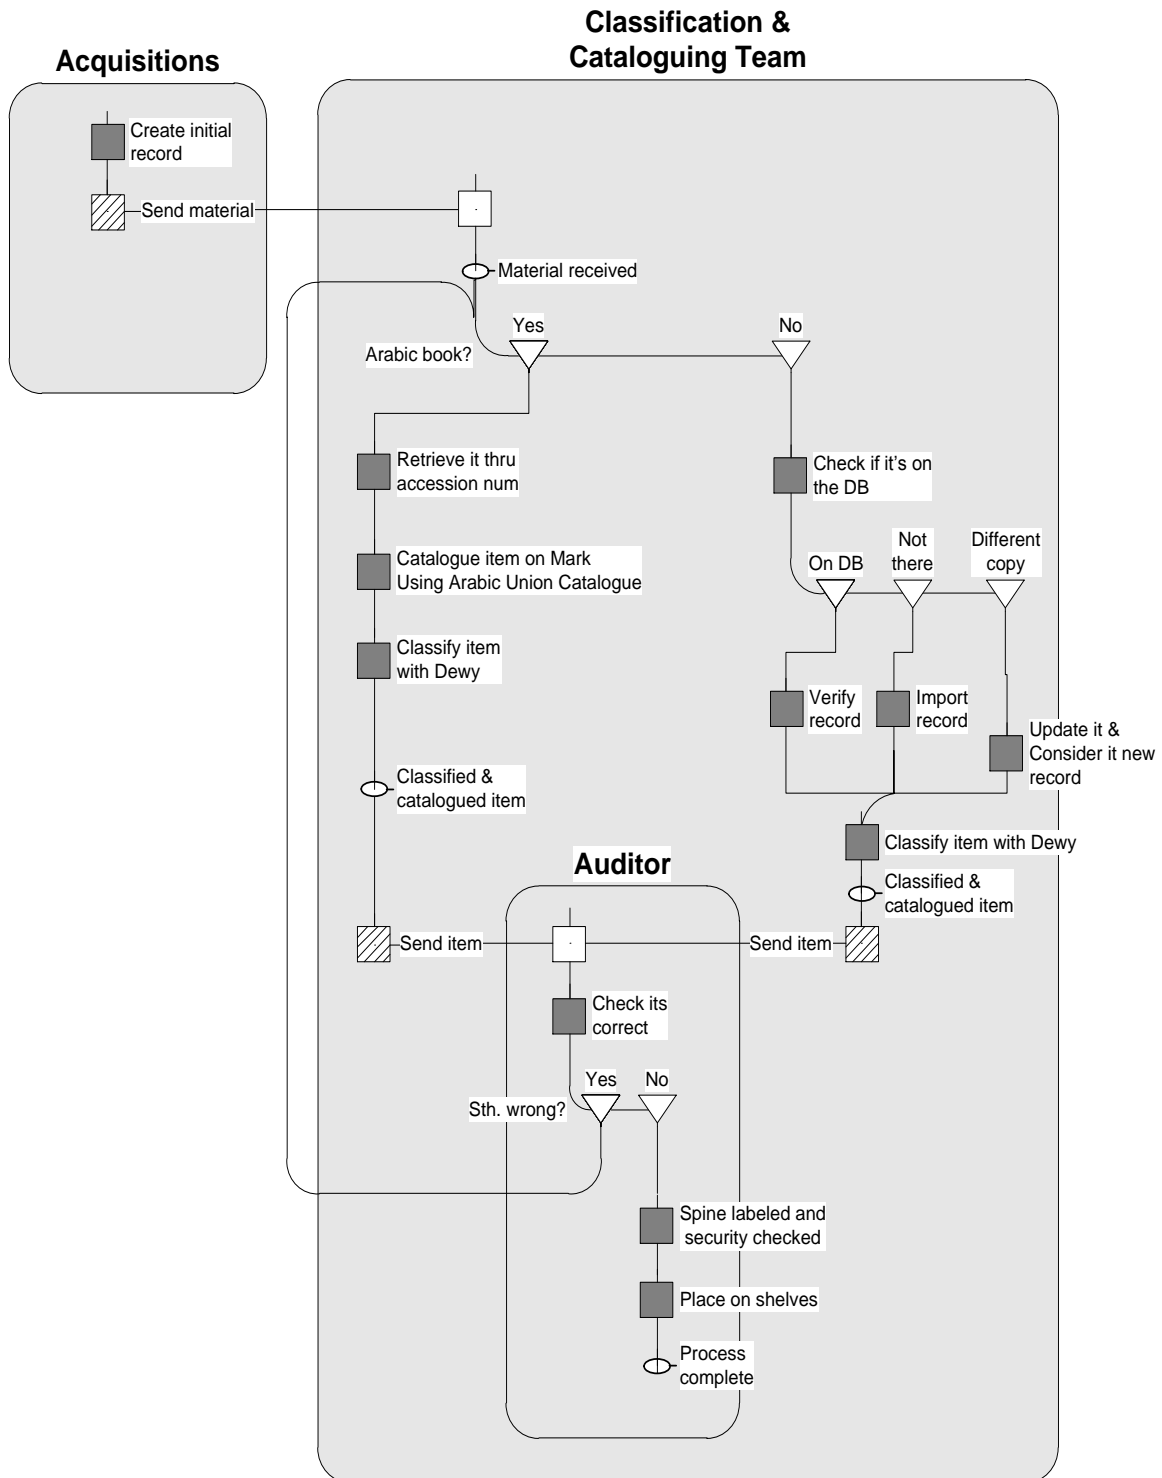 Classification &
Cataloguing Team
Acquisitions
Create initial
record
Send material
Material received
Yes
No
Arabic book?
Retrieve it thru
accession num
Check if it's on
the DB
Catalogue item on Mark
Using Arabic Union Catalogue
On DB
Not
there
Different
copy
Classify item
with Dewy
Verify
record
Import
record
Update it &
Consider it new
record
Classified &
catalogued item
Classify item with Dewy
Auditor
Classified &
catalogued item
Send item
Send item
Check its
correct
Yes
No
Sth. wrong?
Spine labeled and
security checked
Place on shelves
Process
complete